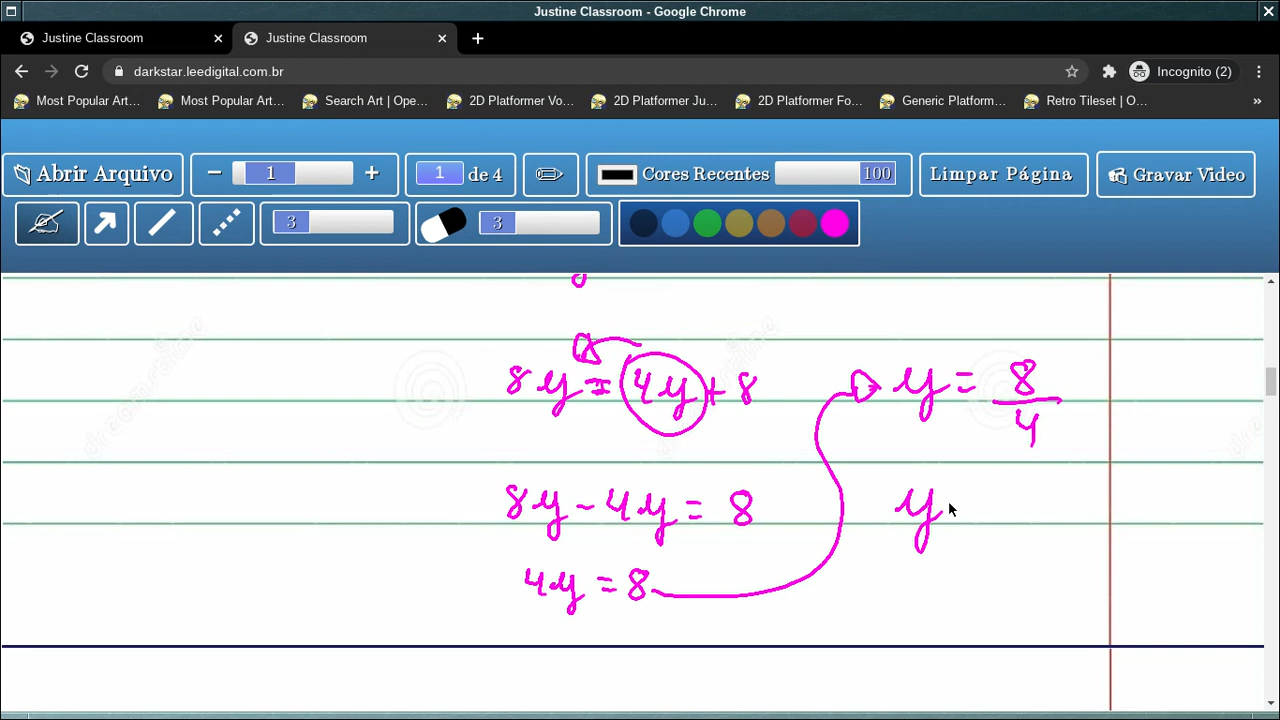 Justine Classroom - Google Chrome
Justine Classroom
Justine Classroom
darkstar.leedigital.com.br
Incognito (2)
Most Popular Art...
Most Popular Art...
Search Art | Ope...
2D Platformer Vo...
2D Platformer Ju...
2D Platformer Fo...
Generic Platform...
Retro Tileset | O...
»
Abrir Arquivo
− 1 +
1 de 4
Cores Recentes 100
Limpar Página
Gravar Video
3
3
8y = 4y + 8
8y - 4y = 8
4y = 8
y = 8/4
y